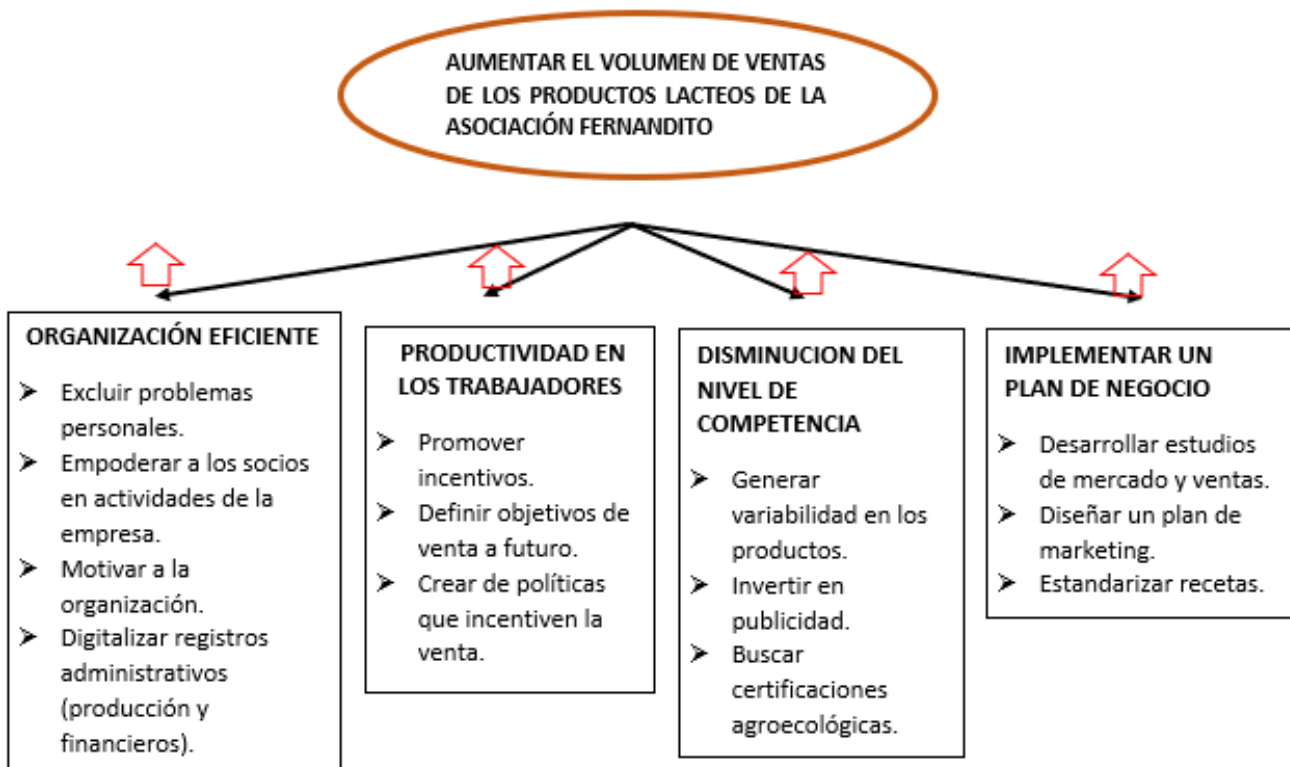 AUMENTAR EL VOLUMEN DE VENTAS
DE LOS PRODUCTOS LACTEOS DE LA
ASOCIACIÓN FERNANDITO
ORGANIZACIÓN EFICIENTE
➢ Excluir problemas
personales.
➢ Empoderar a los socios
en actividades de la
empresa.
➢ Motivar a la
organización.
➢ Digitalizar registros
administrativos
(producción y
financieros).
PRODUCTIVIDAD EN
LOS TRABAJADORES
➢ Promover
incentivos.
➢ Definir objetivos de
venta a futuro.
➢ Crear de políticas
que incentiven la
venta.
DISMINUCION DEL
NIVEL DE
COMPETENCIA
➢ Generar
variabilidad en los
productos.
➢ Invertir en
publicidad.
➢ Buscar
certificaciones
agroecológicas.
IMPLEMENTAR UN
PLAN DE NEGOCIO
➢ Desarrollar estudios
de mercado y ventas.
➢ Diseñar un plan de
marketing.
➢ Estandarizar recetas.